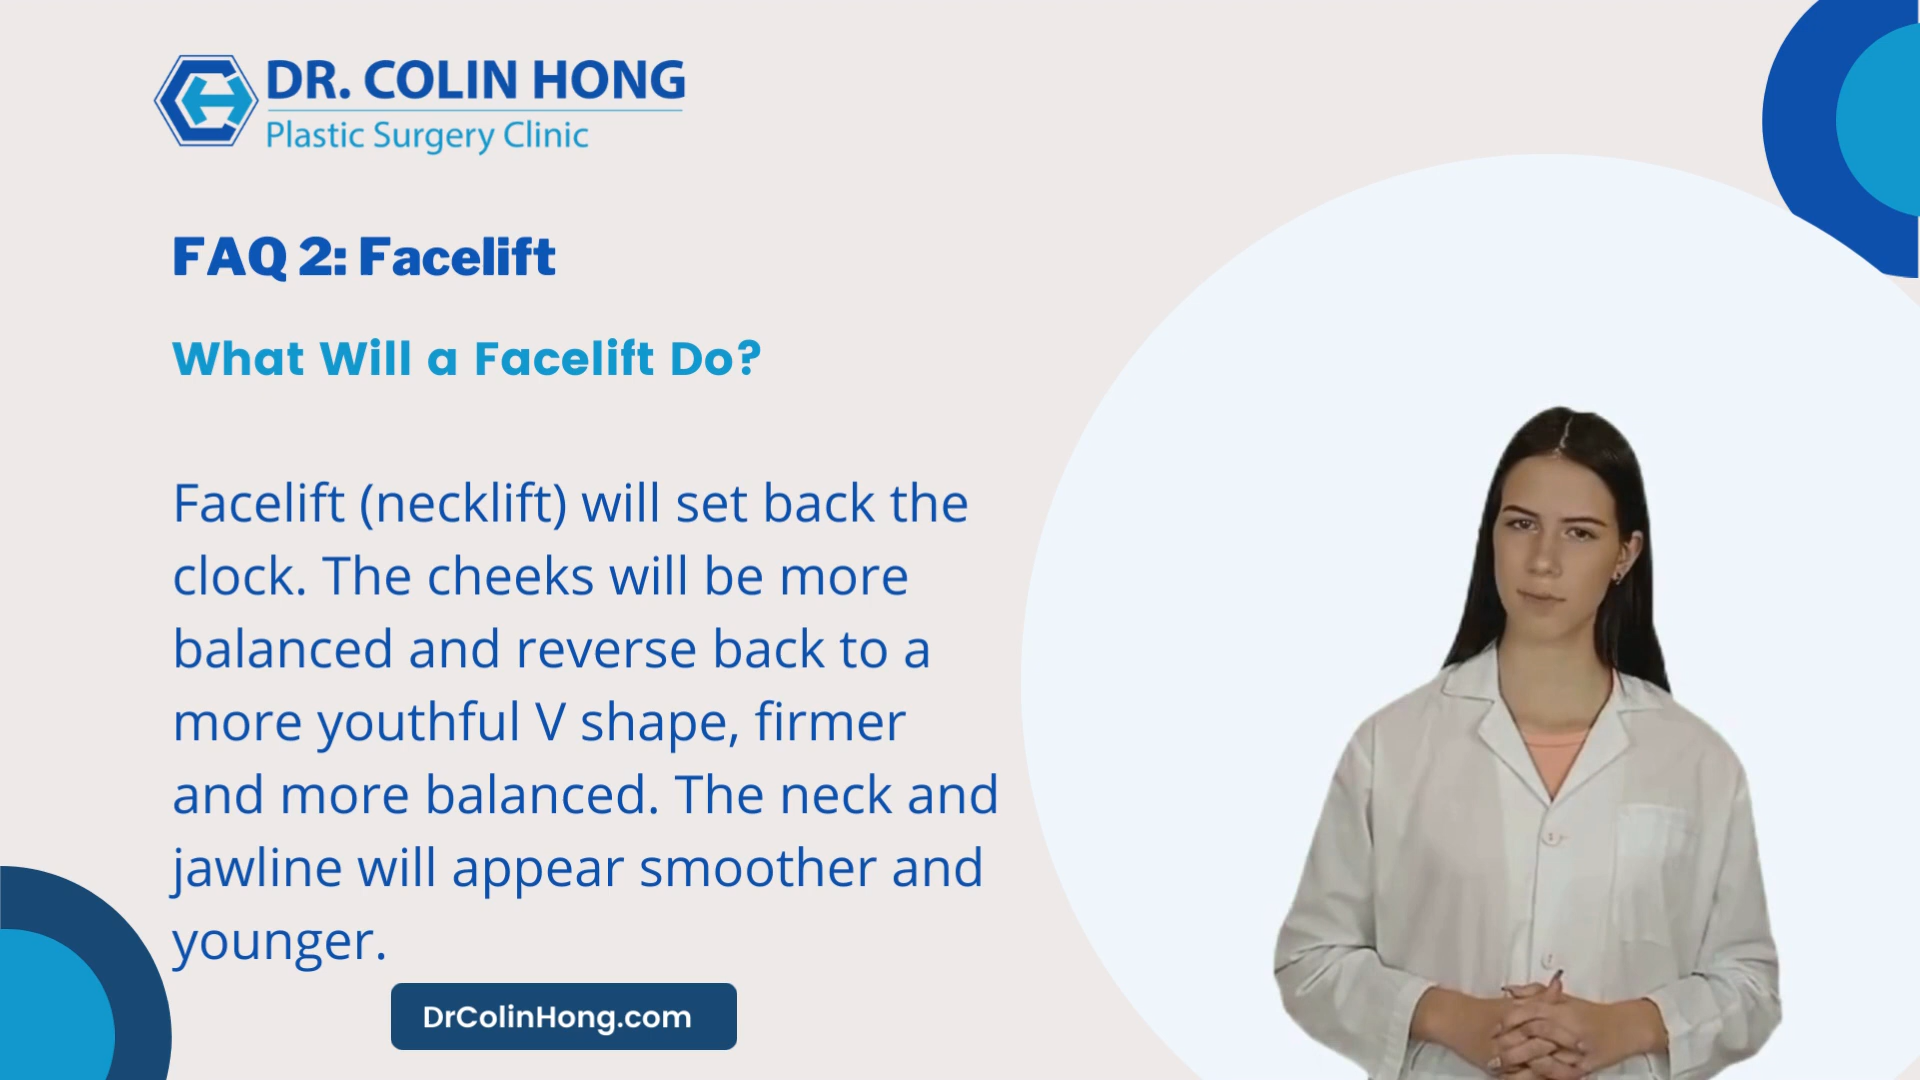 DR. COLIN HONG
Plastic Surgery Clinic
FAQ 2: Facelift
What Will a Facelift Do?
Facelift (necklift) will set back the
clock. The cheeks will be more
balanced and reverse back to a
more youthful V shape, firmer
and more balanced. The neck and
jawline will appear smoother and
younger.
DrColinHong.com